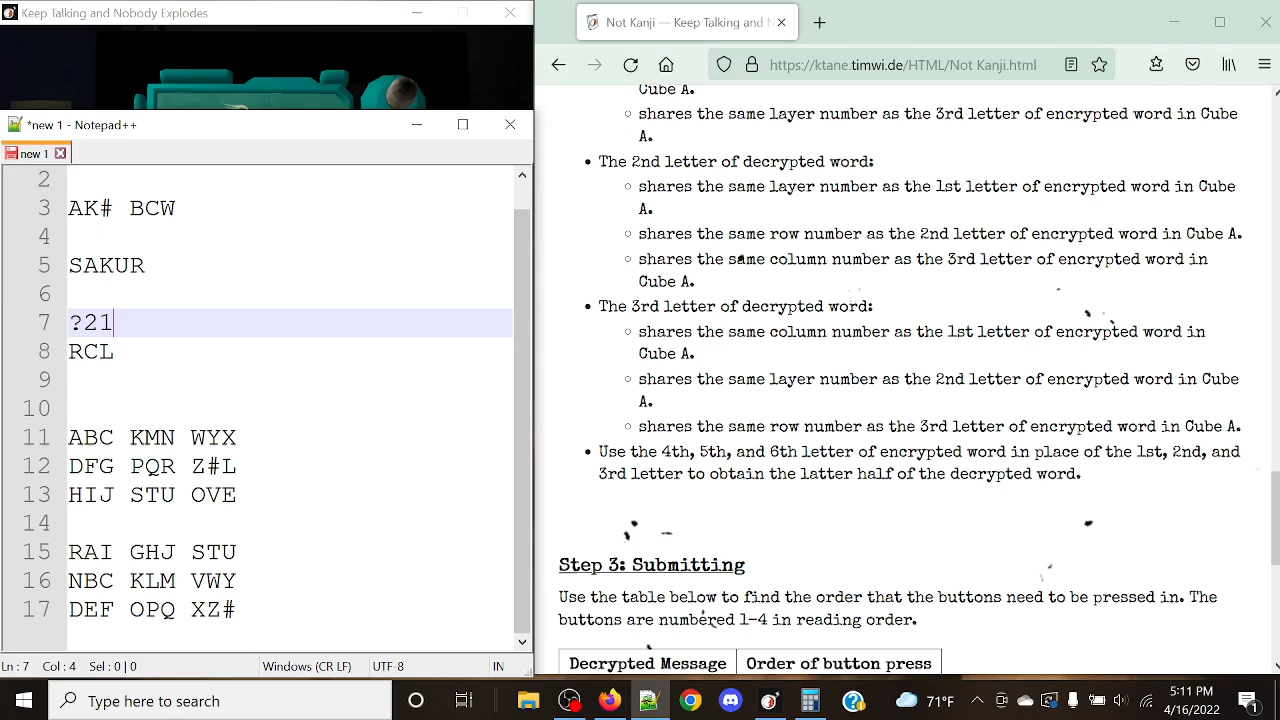 Keep Talking and Nobody Explodes
*new 1 - Notepad++
new 1
2
3 AK# BCW
4
5 SAKUR
6
7 ?21
8 RCL
9
10
11 ABC KMN WYX
12 DFG PQR Z#L
13 HIJ STU OVE
14
15 RAI GHJ STU
16 NBC KLM VWY
17 DEF OPQ XZ#
Ln : 7 Col : 4 Sel : 0 | 0
Windows (CR LF)
UTF-8
IN
Not Kanji — Keep Talking and N
https://ktane.timwi.de/HTML/Not Kanji.html
Cube A.
shares the same layer number as the 3rd letter of encrypted word in Cube
A.
The 2nd letter of decrypted word:
shares the same layer number as the 1st letter of encrypted word in Cube
A.
shares the same row number as the 2nd letter of encrypted word in Cube A.
shares the same column number as the 3rd letter of encrypted word in
Cube A.
The 3rd letter of decrypted word:
shares the same column number as the 1st letter of encrypted word in
Cube A.
shares the same layer number as the 2nd letter of encrypted word in Cube
A.
shares the same row number as the 3rd letter of encrypted word in Cube A.
Use the 4th, 5th, and 6th letter of encrypted word in place of the 1st, 2nd, and
3rd letter to obtain the latter half of the decrypted word.
Step 3: Submitting
Use the table below to find the order that the buttons need to be pressed in. The
buttons are numbered 1-4 in reading order.
Decrypted Message Order of button press
Type here to search
71°F
5:11 PM
4/16/2022